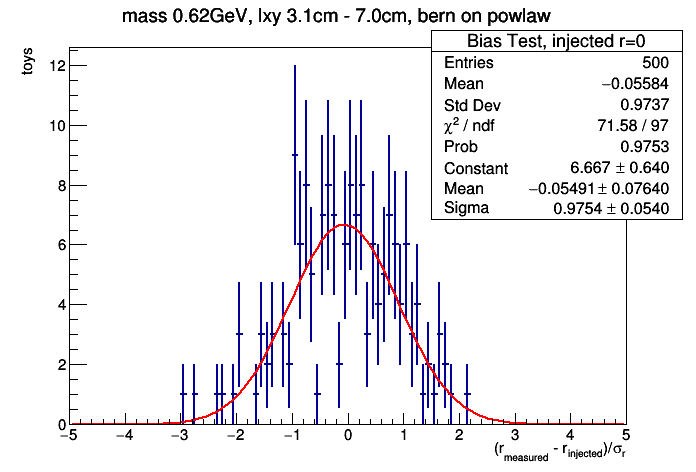 mass 0.62GeV, lxy 3.1cm - 7.0cm, bern on powlaw
Bias Test, injected r=0
Entries 500
Mean −0.05584
Std Dev 0.9737
χ² / ndf 71.58 / 97
Prob 0.9753
Constant 6.667 ± 0.640
Mean −0.05491 ± 0.07640
Sigma 0.9754 ± 0.0540
toys
12
10
8
6
4
2
0
−5 −4 −3 −2 −1 0 1 2 3 4 5
(r_measured - r_injected)/σ_r